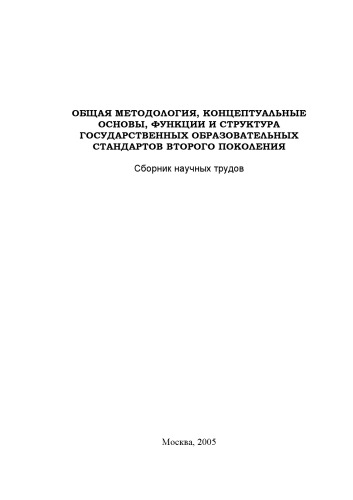 ОБЩАЯ МЕТОДОЛОГИЯ, КОНЦЕПТУАЛЬНЫЕ
ОСНОВЫ, ФУНКЦИИ И СТРУКТУРА
ГОСУДАРСТВЕННЫХ ОБРАЗОВАТЕЛЬНЫХ
СТАНДАРТОВ ВТОРОГО ПОКОЛЕНИЯ
Сборник научных трудов
Москва, 2005